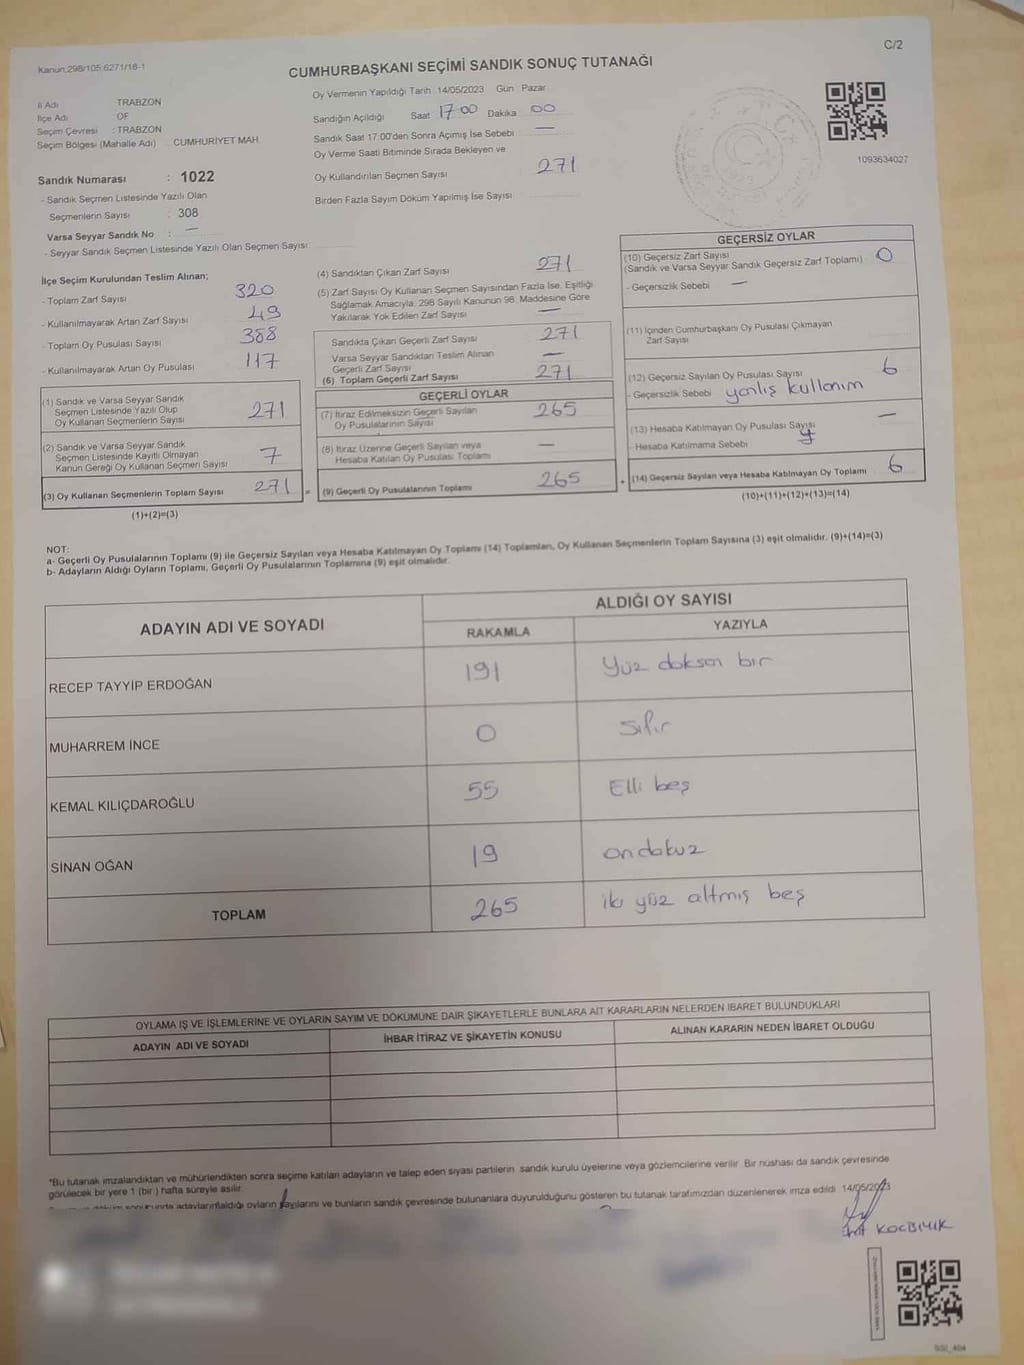 C/2
Kanun:298/105;6271/18-1
CUMHURBAŞKANI SEÇİMİ SANDIK SONUÇ TUTANAĞI
İl Adı TRABZON
İlçe Adı OF
Seçim Çevresi : TRABZON
Seçim Bölgesi (Mahalle Adı) CUMHURİYET MAH
Sandık Numarası : 1022
- Sandık Seçmen Listesinde Yazılı Olan
Seçmenlerin Sayısı : 308
Varsa Seyyar Sandık No : —
- Seyyar Sandık Seçmen Listesinde Yazılı Olan Seçmen Sayısı
Oy Vermenin Yapıldığı Tarih 14/05/2023 Gün Pazar
Sandığın Açıldığı Saat 17 00 Dakika 00
Sandık Saat 17:00'den Sonra Açımış İse Sebebi —
Oy Verme Saati Bitiminde Sırada Bekleyen ve
Oy Kullandırılan Seçmen Sayısı 271
Birden Fazla Sayım Döküm Yapılmış İse Sayısı
1093634027
İlçe Seçim Kurulundan Teslim Alınan;
- Toplam Zarf Sayısı 320
- Kullanılmayarak Artan Zarf Sayısı 49
- Toplam Oy Pusulası Sayısı 388
- Kullanılmayarak Artan Oy Pusulası 117
(1) Sandık ve Varsa Seyyar Sandık
Seçmen Listesinde Yazılı Olup
Oy Kullanan Seçmenlerin Sayısı 271
(2) Sandık ve Varsa Seyyar Sandık
Seçmen Listesinde Kayıtlı Olmayan
Kanun Gereği Oy Kullanan Seçmen Sayısı 7
(3) Oy Kullanan Seçmenlerin Toplam Sayısı 271 =
(1)+(2)=(3)
(4) Sandıktan Çıkan Zarf Sayısı 271
(5) Zarf Sayısı Oy Kullanan Seçmen Sayısından Fazla İse, Eşitliği
Sağlamak Amacıyla, 298 Sayılı Kanunun 98. Maddesine Göre
Yakılarak Yok Edilen Zarf Sayısı —
Sandıkta Çıkan Geçerli Zarf Sayısı 271
Varsa Seyyar Sandıktan Teslim Alınan
Geçerli Zarf Sayısı —
(6) Toplam Geçerli Zarf Sayısı 271
GEÇERLİ OYLAR
(7) İtiraz Edilmeksizin Geçerli Sayılan
Oy Pusulalarının Sayısı 265
(8) İtiraz Üzerine Geçerli Sayılan veya
Hesaba Katılan Oy Pusulası Toplamı —
(9) Geçerli Oy Pusulalarının Toplamı 265 +
GEÇERSİZ OYLAR
(10) Geçersiz Zarf Sayısı
(Sandık ve Varsa Seyyar Sandık Geçersiz Zarf Toplamı) 0
- Geçersizlik Sebebi —
(11) İçinden Cumhurbaşkanı Oy Pusulası Çıkmayan
Zarf Sayısı
(12) Geçersiz Sayılan Oy Pusulası Sayısı 6
- Geçersizlik Sebebi yanlış kullanım
(13) Hesaba Katılmayan Oy Pusulası Sayısı —
- Hesaba Katılmama Sebebi
(14) Geçersiz Sayılan veya Hesaba Katılmayan Oy Toplamı 6
(10)+(11)+(12)+(13)=(14)
NOT:
a- Geçerli Oy Pusulalarının Toplamı (9) ile Geçersiz Sayılan veya Hesaba Katılmayan Oy Toplamı (14) Toplamları, Oy Kullanan Seçmenlerin Toplam Sayısına (3) eşit olmalıdır. (9)+(14)=(3)
b- Adayların Aldığı Oyların Toplamı, Geçerli Oy Pusulalarının Toplamına (9) eşit olmalıdır.
ADAYIN ADI VE SOYADI ALDIĞI OY SAYISI
RAKAMLA YAZIYLA
RECEP TAYYİP ERDOĞAN 191 Yüz doksan bir
MUHARREM İNCE 0 Sıfır
KEMAL KILIÇDAROĞLU 55 Elli beş
SİNAN OĞAN 19 ondokuz
TOPLAM 265 iki yüz altmış beş
OYLAMA İŞ VE İŞLEMLERİNE VE OYLARIN SAYIM VE DÖKÜMÜNE DAİR ŞİKAYETLERLE BUNLARA AİT KARARLARIN NELERDEN İBARET BULUNDUKLARI
ADAYIN ADI VE SOYADI İHBAR İTİRAZ VE ŞİKAYETİN KONUSU ALINAN KARARIN NEDEN İBARET OLDUĞU
*Bu tutanak imzalandıktan ve mühürlendikten sonra seçime katılan adayların ve talep eden siyasi partilerin sandık kurulu üyelerine veya gözlemcilerine verilir. Bir nüshası da sandık çevresinde
görülecek bir yere 1 (bir) hafta süreyle asılır.
sonucunda adayların aldığı oyların sayılarını ve bunların sandık çevresinde bulunanlara duyurulduğunu gösteren bu tutanak tarafımızdan düzenlenerek imza edildi. 14/05/2023
KOCBIYIK